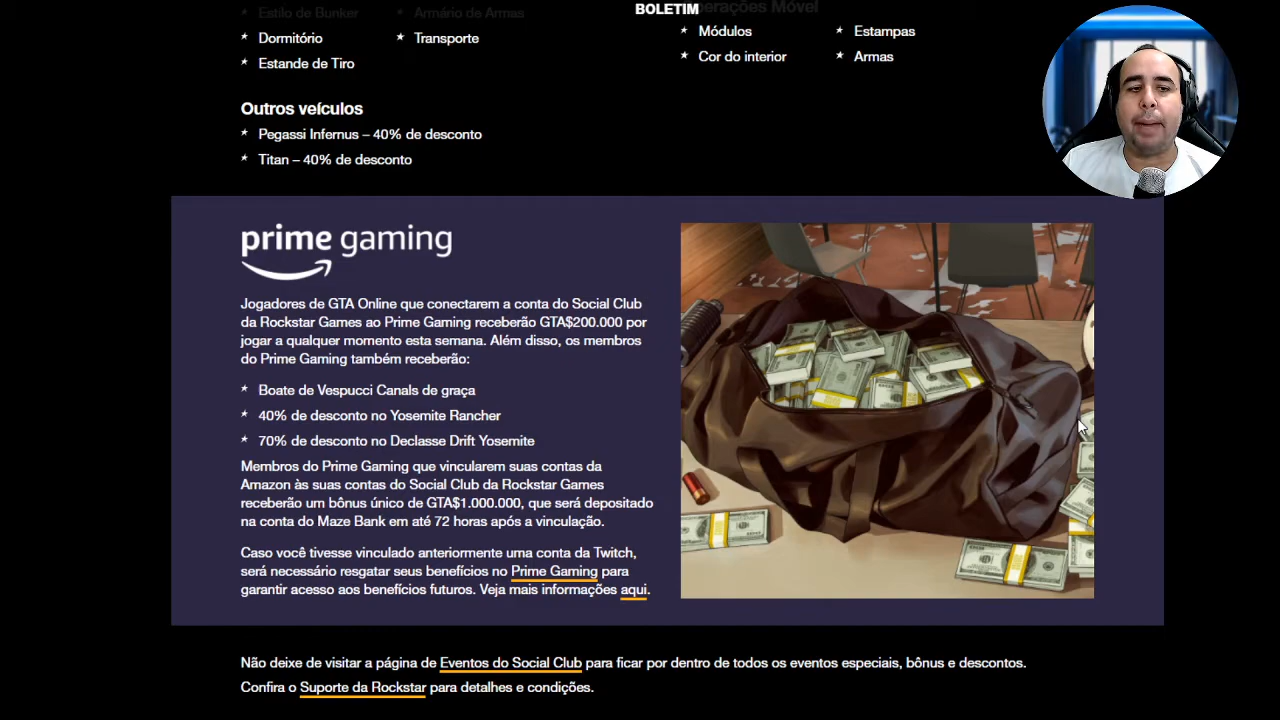 BOLETIM
Estilo de Bunker
Armário de Armas
Operações Móvel
Dormitório
Transporte
Módulos
Estampas
Estande de Tiro
Cor do interior
Armas
Outros veículos
Pegassi Infernus – 40% de desconto
Titan – 40% de desconto
prime gaming
Jogadores de GTA Online que conectarem a conta do Social Club
da Rockstar Games ao Prime Gaming receberão GTA$200.000 por
jogar a qualquer momento esta semana. Além disso, os membros
do Prime Gaming também receberão:
Boate de Vespucci Canals de graça
40% de desconto no Yosemite Rancher
70% de desconto no Declasse Drift Yosemite
Membros do Prime Gaming que vincularem suas contas da
Amazon às suas contas do Social Club da Rockstar Games
receberão um bônus único de GTA$1.000.000, que será depositado
na conta do Maze Bank em até 72 horas após a vinculação.
Caso você tivesse vinculado anteriormente uma conta da Twitch,
será necessário resgatar seus benefícios no Prime Gaming para
garantir acesso aos benefícios futuros. Veja mais informações aqui.
Não deixe de visitar a página de Eventos do Social Club para ficar por dentro de todos os eventos especiais, bônus e descontos.
Confira o Suporte da Rockstar para detalhes e condições.